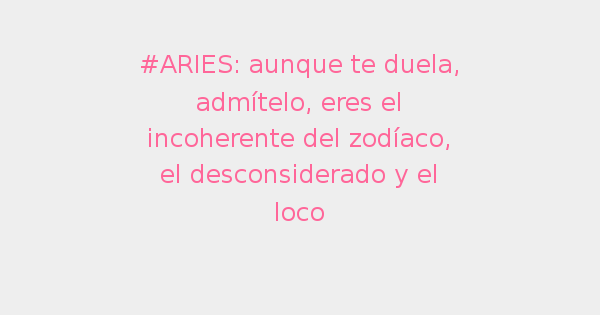 #ARIES: aunque te duela,
admítelo, eres el
incoherente del zodíaco,
el desconsiderado y el
loco